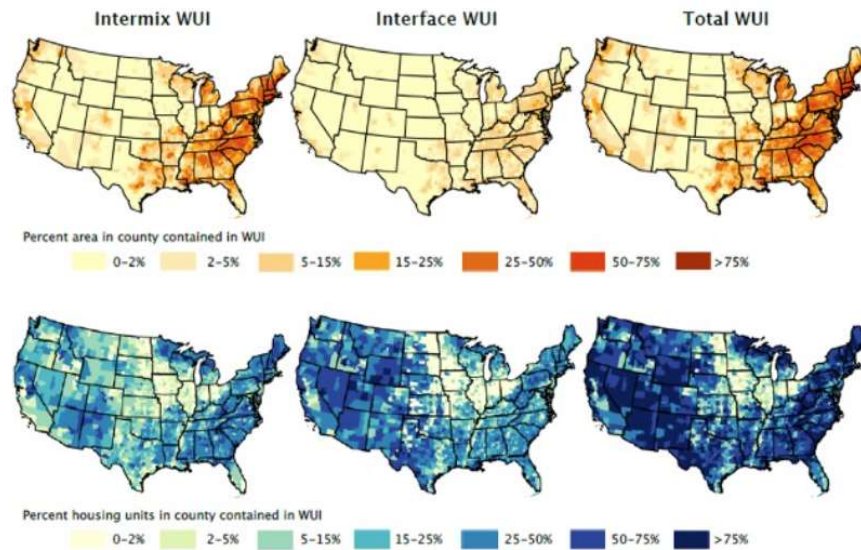 Intermix WUI Interface WUI Total WUI
Percent area in county contained in WUI
0-2% 2-5% 5-15% 15-25% 25-50% 50-75% >75%
Percent housing units in county contained in WUI
0-2% 2-5% 5-15% 15-25% 25-50% 50-75% >75%